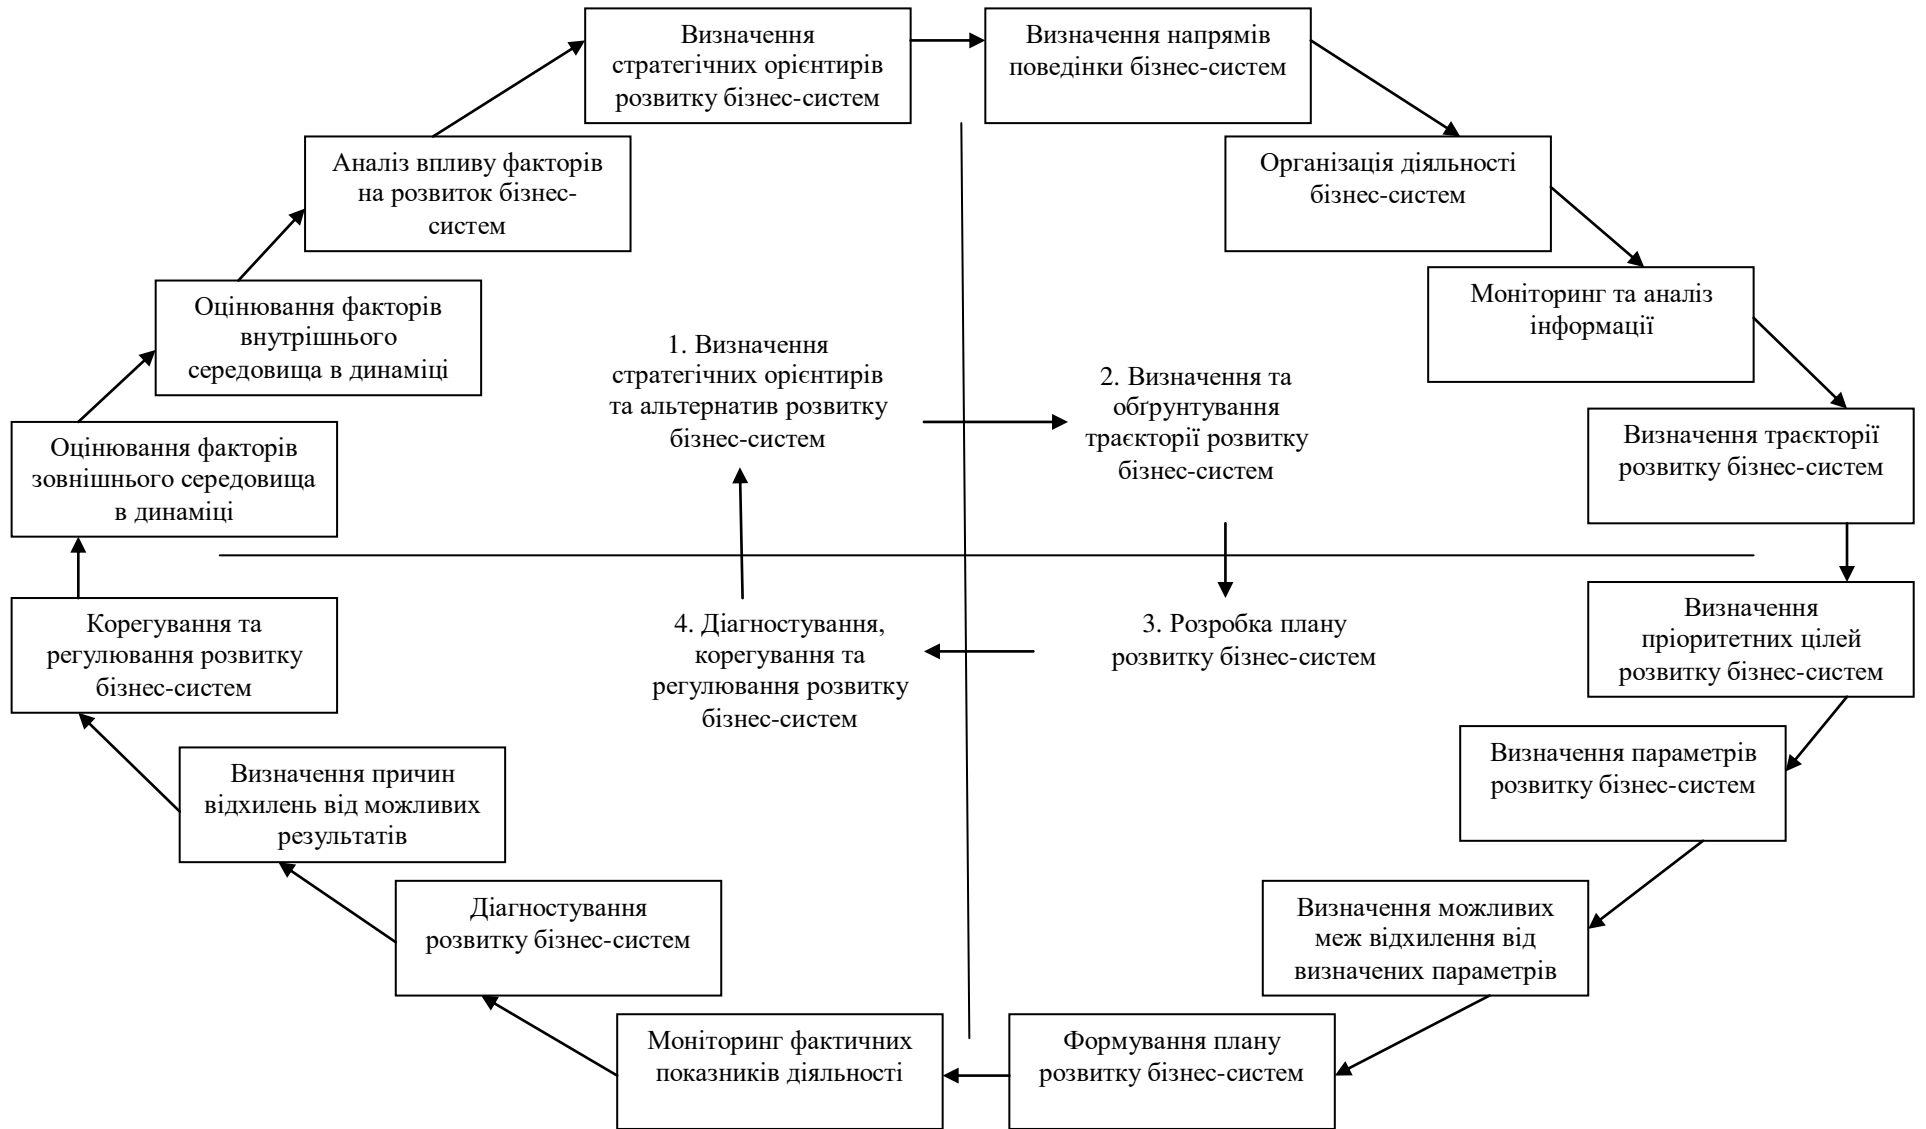 Визначення
стратегічних орієнтирів
розвитку бізнес-систем
Визначення напрямів
поведінки бізнес-систем
Аналіз впливу факторів
на розвиток бізнес-
систем
Організація діяльності
бізнес-систем
Оцінювання факторів
внутрішнього
середовища в динаміці
Моніторинг та аналіз
інформації
1. Визначення
стратегічних орієнтирів
та альтернатив розвитку
бізнес-систем
2. Визначення та
обґрунтування
траєкторії розвитку
бізнес-систем
Оцінювання факторів
зовнішнього середовища
в динаміці
Визначення траєкторії
розвитку бізнес-систем
Корегування та
регулювання розвитку
бізнес-систем
4. Діагностування,
корегування та
регулювання розвитку
бізнес-систем
3. Розробка плану
розвитку бізнес-систем
Визначення
пріоритетних цілей
розвитку бізнес-систем
Визначення причин
відхилень від можливих
результатів
Визначення параметрів
розвитку бізнес-систем
Діагностування
розвитку бізнес-систем
Визначення можливих
меж відхилення від
визначених параметрів
Моніторинг фактичних
показників діяльності
Формування плану
розвитку бізнес-систем